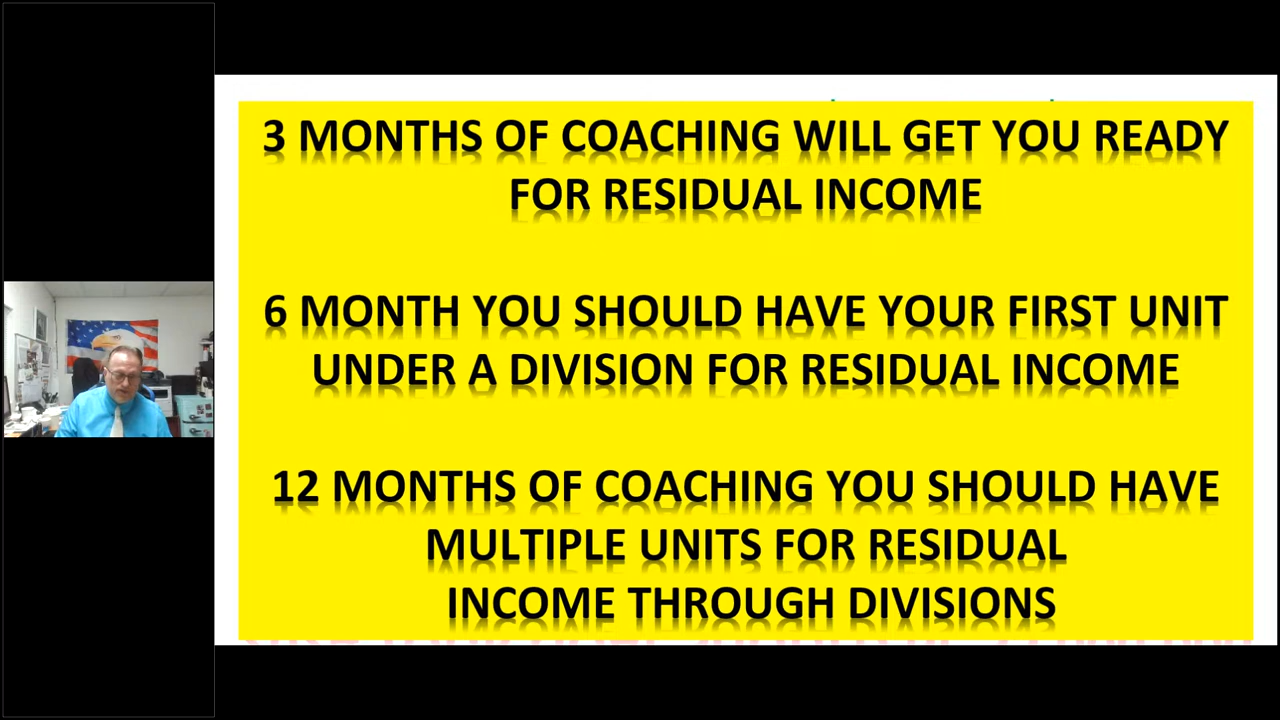 3 MONTHS OF COACHING WILL GET YOU READY
FOR RESIDUAL INCOME
6 MONTH YOU SHOULD HAVE YOUR FIRST UNIT
UNDER A DIVISION FOR RESIDUAL INCOME
12 MONTHS OF COACHING YOU SHOULD HAVE
MULTIPLE UNITS FOR RESIDUAL
INCOME THROUGH DIVISIONS